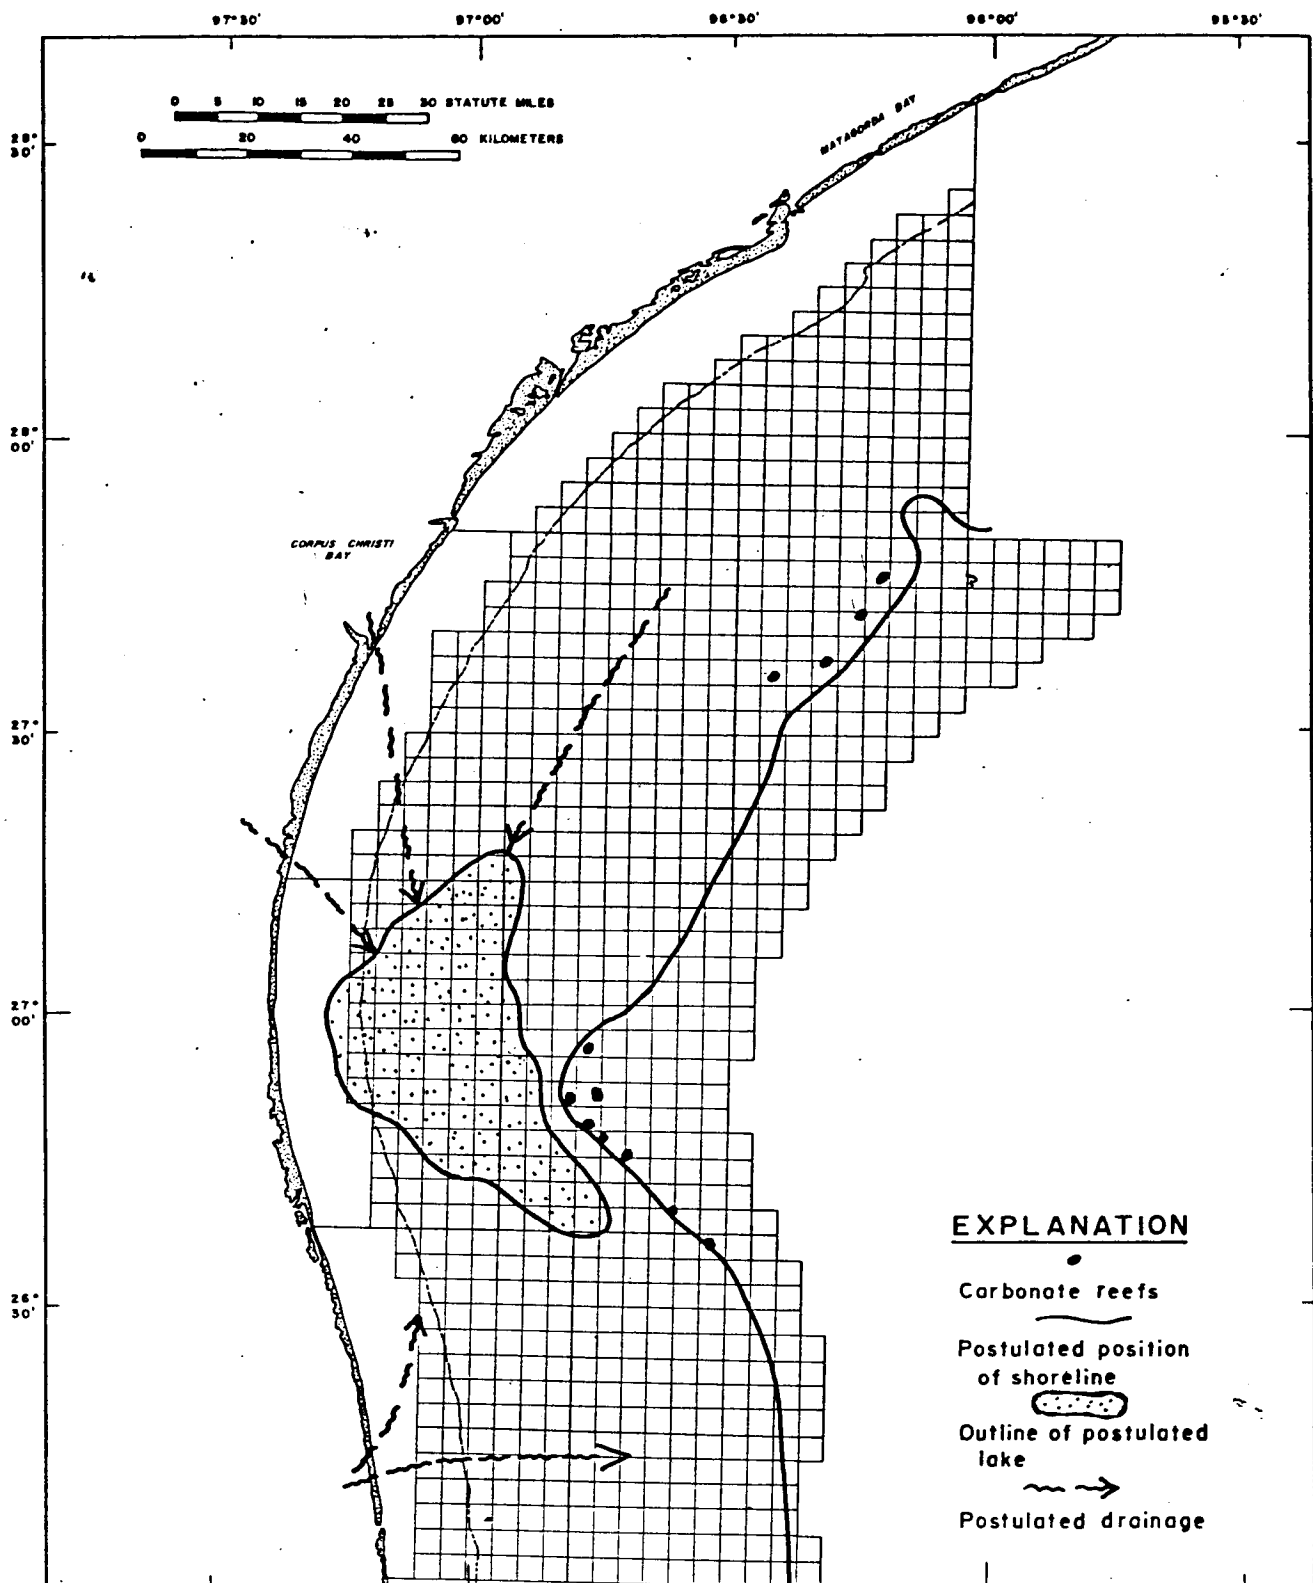 97°30' 97°00' 96°30' 96°00' 95°30'
0 5 10 15 20 25 30 STATUTE MILES
0 20 40 60 KILOMETERS
MATAGORDA BAY
28°
30'
28°
00'
CORPUS CHRISTI
BAY
27°
30'
27°
00'
26°
30'
EXPLANATION
Carbonate reefs
Postulated position
of shoreline
Outline of postulated
lake
Postulated drainage